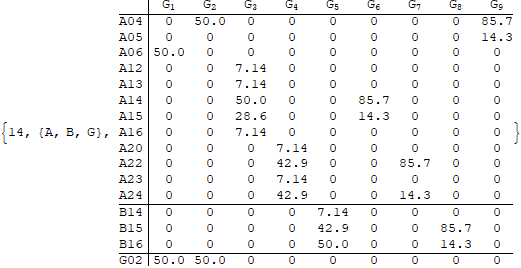 G₁ G₂ G₃ G₄ G₅ G₆ G₇ G₈ G₉
A04 0 50.0 0 0 0 0 0 0 85.7
A05 0 0 0 0 0 0 0 0 14.3
A06 50.0 0 0 0 0 0 0 0 0
A12 0 0 7.14 0 0 0 0 0 0
A13 0 0 7.14 0 0 0 0 0 0
A14 0 0 50.0 0 0 85.7 0 0 0
A15 0 0 28.6 0 0 14.3 0 0 0
{14, {A, B, G}, A16 0 0 7.14 0 0 0 0 0 0 }
A20 0 0 0 7.14 0 0 0 0 0
A22 0 0 0 42.9 0 0 85.7 0 0
A23 0 0 0 7.14 0 0 0 0 0
A24 0 0 0 42.9 0 0 14.3 0 0
B14 0 0 0 0 7.14 0 0 0 0
B15 0 0 0 0 42.9 0 0 85.7 0
B16 0 0 0 0 50.0 0 0 14.3 0
G02 50.0 50.0 0 0 0 0 0 0 0